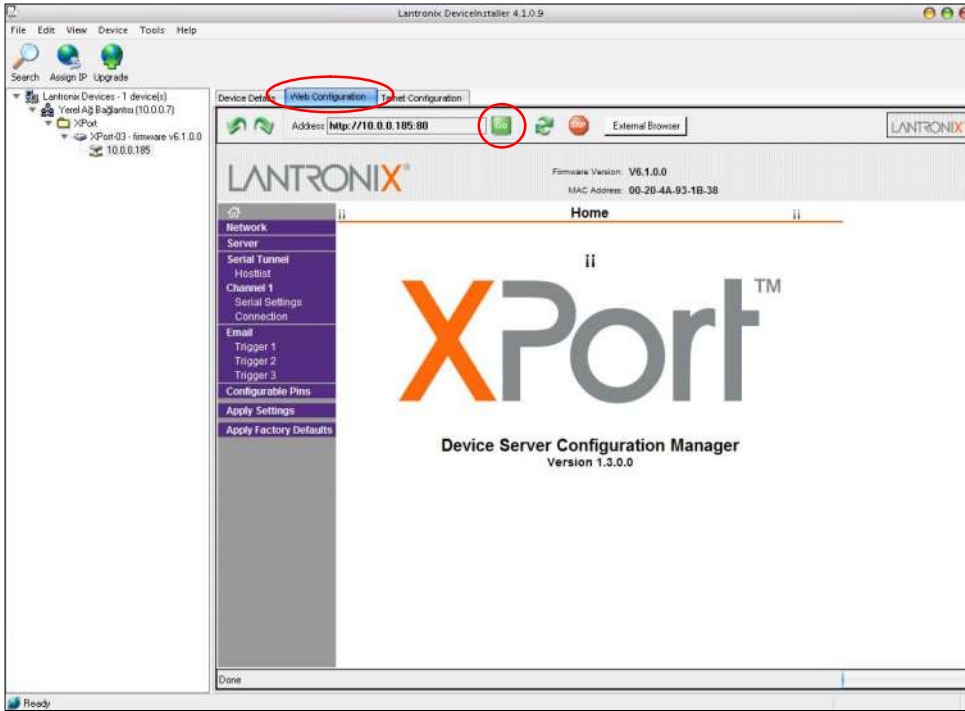 Lantronix DeviceInstaller 4.1.0.9
File Edit View Device Tools Help
Search Assign IP Upgrade
Lantronix Devices - 1 device(s)
Yerel Ağ Bağlantısı (10.0.0.7)
XPort
XPort-03 - firmware v6.1.0.0
10.0.0.185
Device Details Web Configuration Telnet Configuration
Address http://10.0.0.185:80 Go STOP External Browser LANTRONIX
LANTRONIX®
Firmware Version: V6.1.0.0
MAC Address: 00-20-4A-93-1B-38
¡¡ Home ¡¡
Network
Server
Serial Tunnel
Hostlist
Channel 1
Serial Settings
Connection
Email
Trigger 1
Trigger 2
Trigger 3
Configurable Pins
Apply Settings
Apply Factory Defaults
¡¡
XPort™
Device Server Configuration Manager
Version 1.3.0.0
Done
Ready